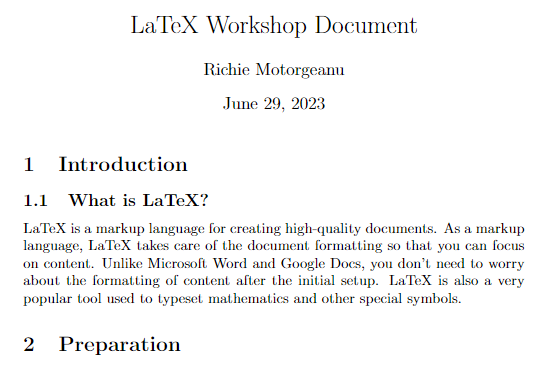 LaTeX Workshop Document
Richie Motorgeanu
June 29, 2023
1 Introduction
1.1 What is LaTeX?
LaTeX is a markup language for creating high-quality documents. As a markup
language, LaTeX takes care of the document formatting so that you can focus
on content. Unlike Microsoft Word and Google Docs, you don't need to worry
about the formatting of content after the initial setup. LaTeX is also a very
popular tool used to typeset mathematics and other special symbols.
2 Preparation